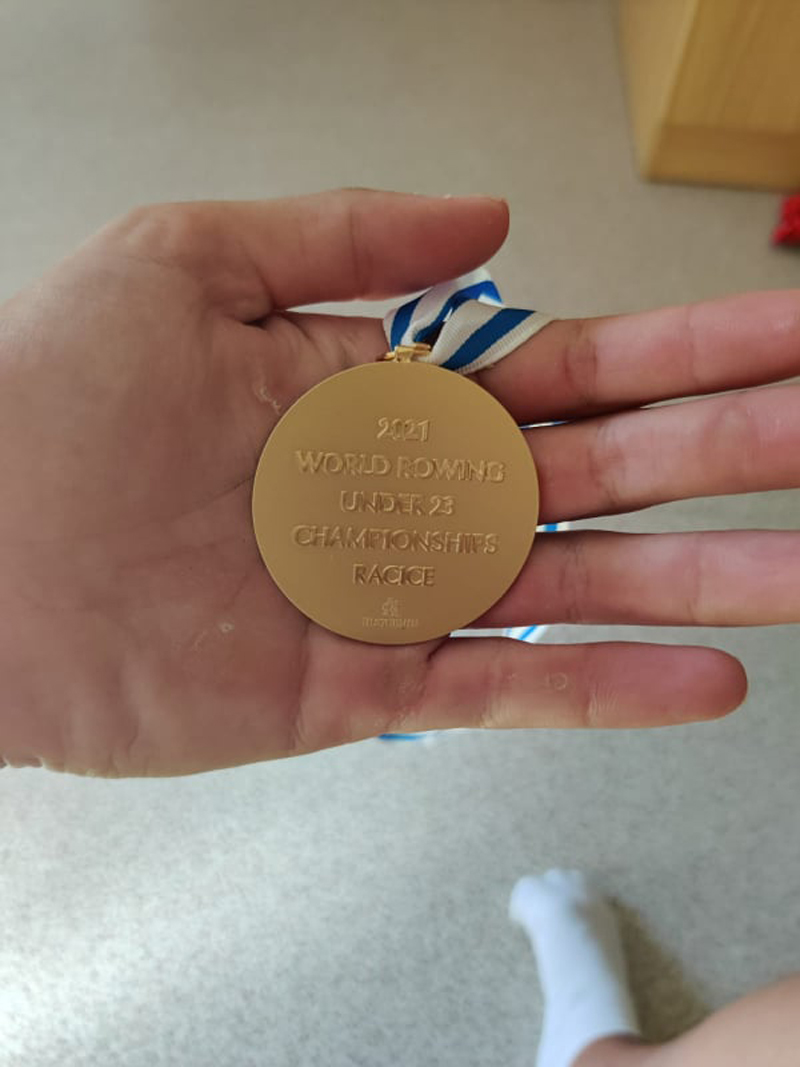 2021
WORLD ROWING
UNDER 23
CHAMPIONSHIPS
RACICE